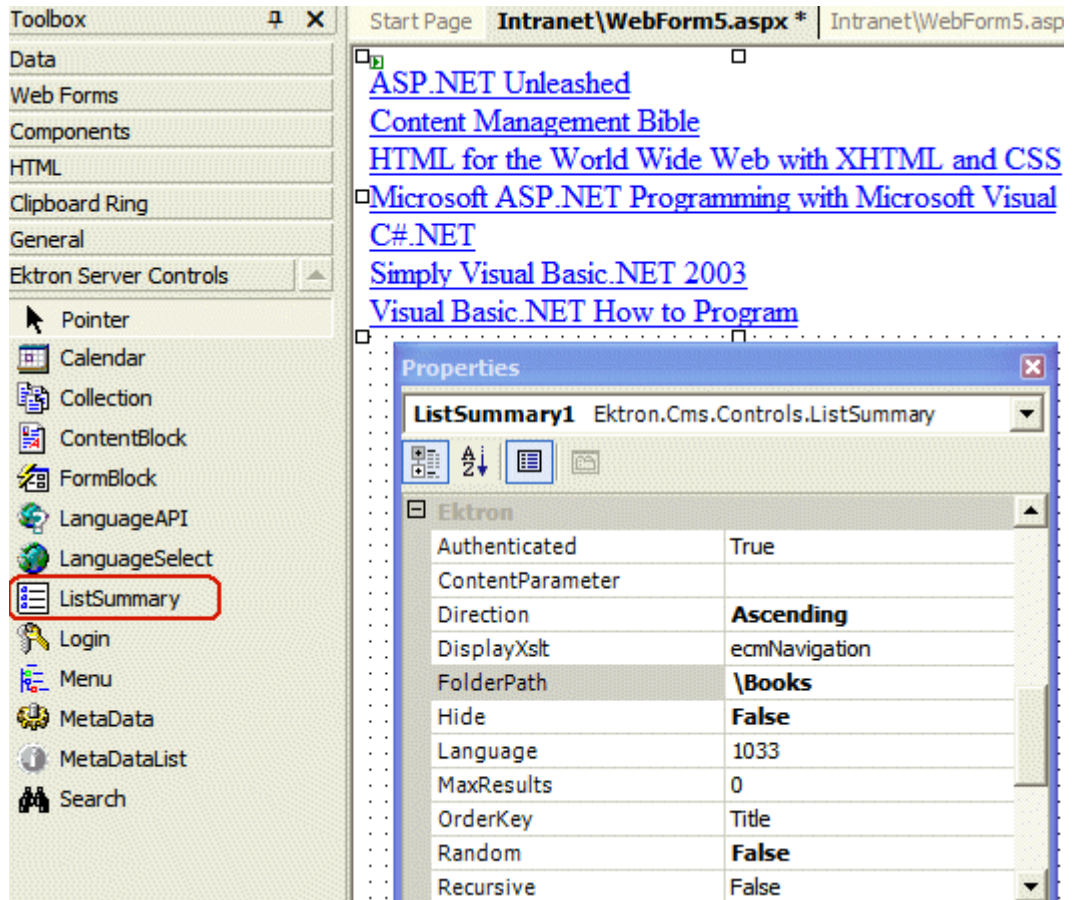 Toolbox
Data
Web Forms
Components
HTML
Clipboard Ring
General
Ektron Server Controls
Pointer
Calendar
Collection
ContentBlock
FormBlock
LanguageAPI
LanguageSelect
ListSummary
Login
Menu
MetaData
MetaDataList
Search
Start Page Intranet\WebForm5.aspx * Intranet\WebForm5.asp
ASP.NET Unleashed
Content Management Bible
HTML for the World Wide Web with XHTML and CSS
Microsoft ASP.NET Programming with Microsoft Visual
C#.NET
Simply Visual Basic.NET 2003
Visual Basic.NET How to Program
Properties
ListSummary1 Ektron.Cms.Controls.ListSummary
Ektron
Authenticated True
ContentParameter
Direction Ascending
DisplayXslt ecmNavigation
FolderPath \Books
Hide False
Language 1033
MaxResults 0
OrderKey Title
Random False
Recursive False